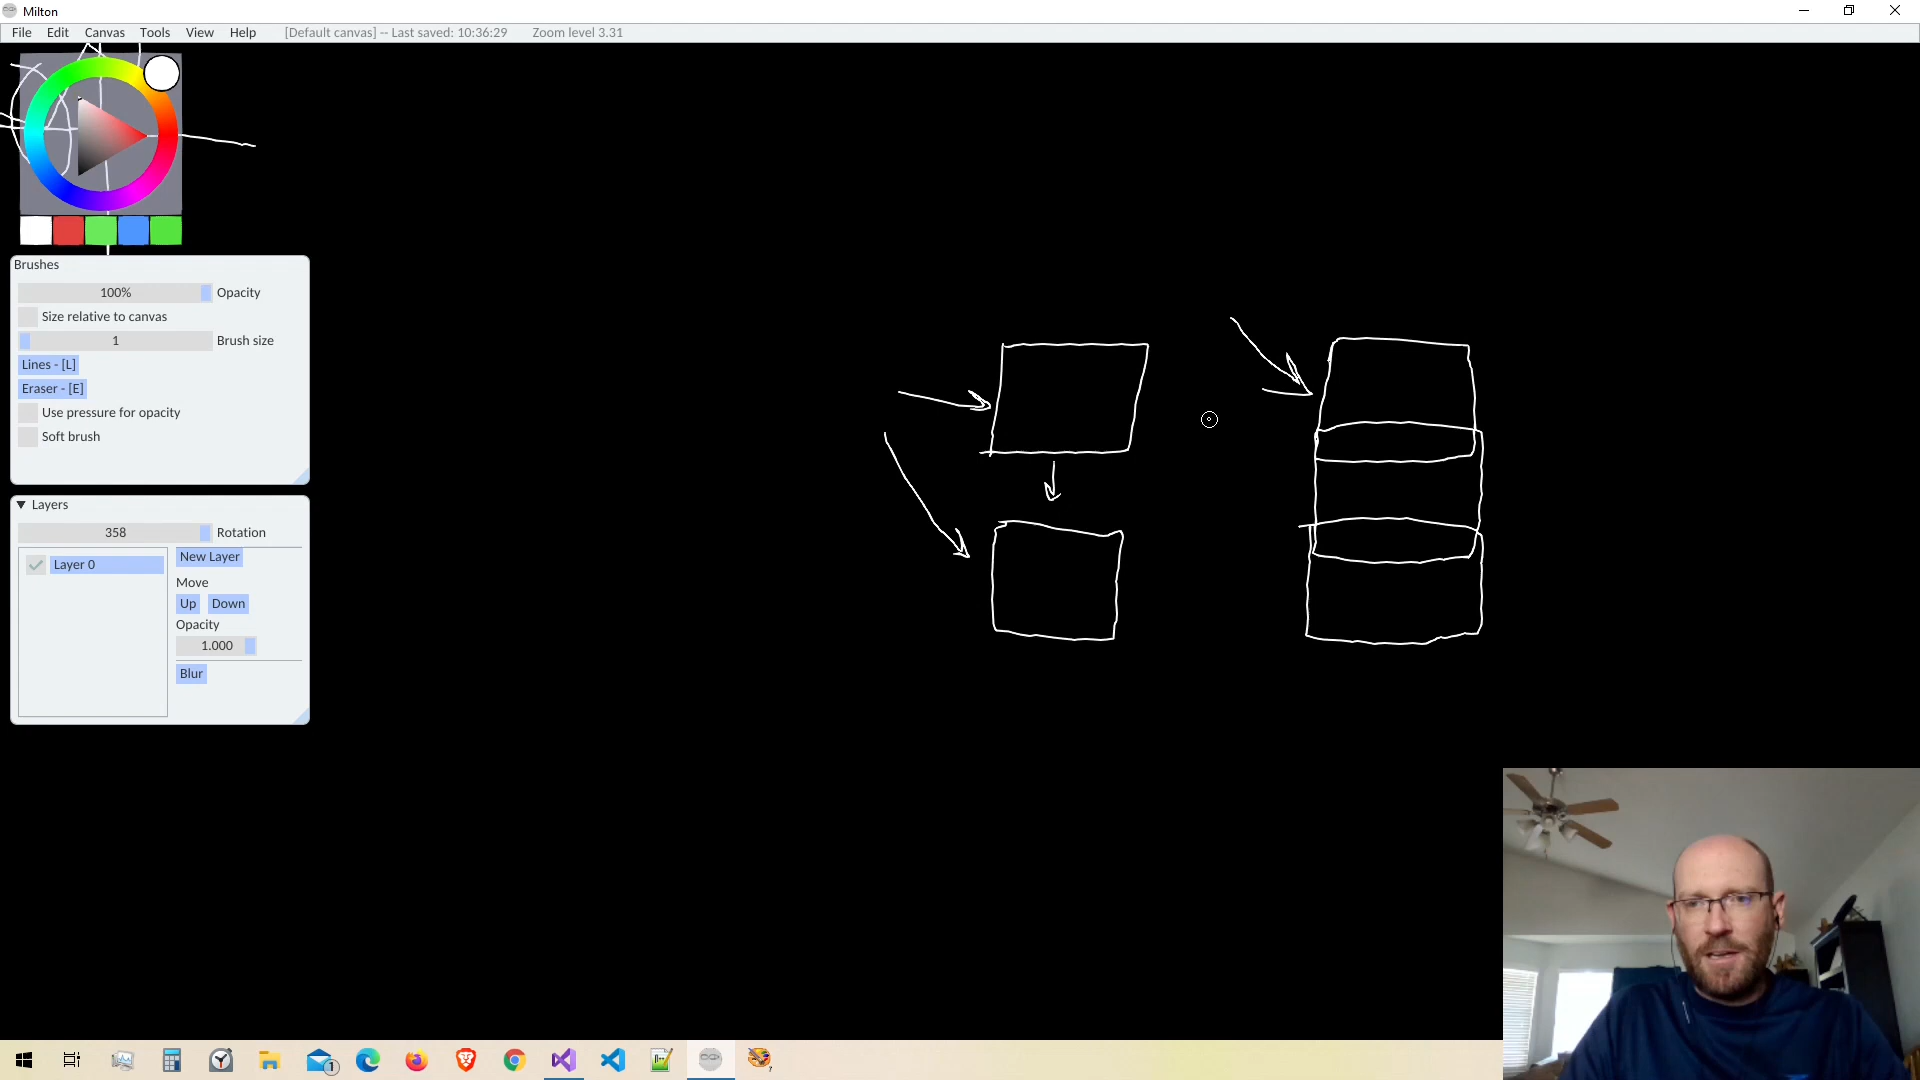 Milton
File Edit Canvas Tools View Help [Default canvas] -- Last saved: 10:36:29 Zoom level 3.31
Brushes
100% Opacity
Size relative to canvas
1 Brush size
Lines - [L]
Eraser - [E]
Use pressure for opacity
Soft brush
Layers
358 Rotation
Layer 0
New Layer
Move
Up Down
Opacity
1.000
Blur
1